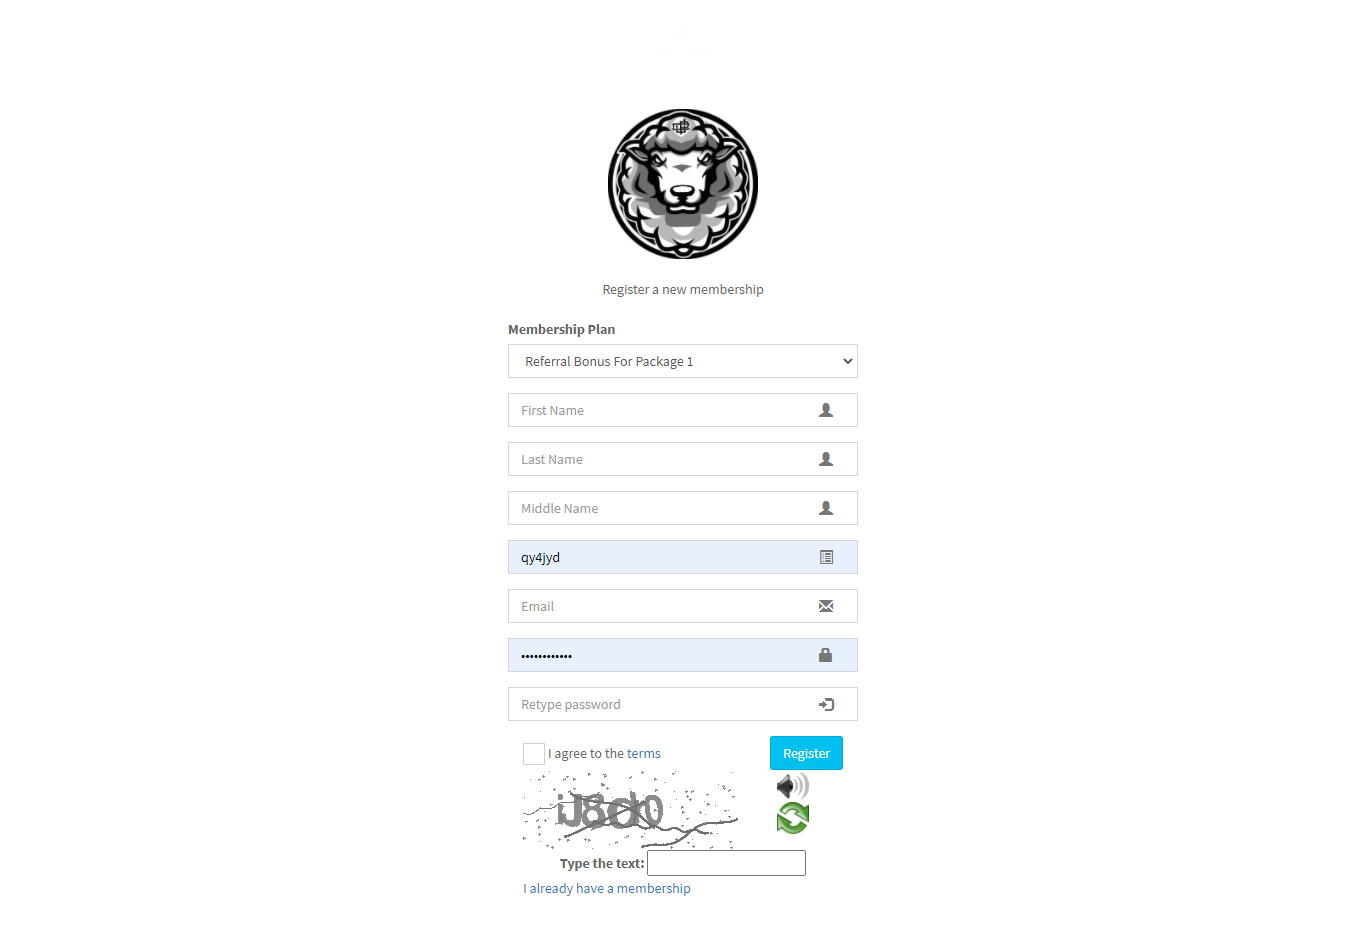 Register a new membership
Membership Plan
Referral Bonus For Package 1
First Name
Last Name
Middle Name
qy4jyd
Email
••••••••••••
Retype password
I agree to the terms
Register
Type the text:
I already have a membership